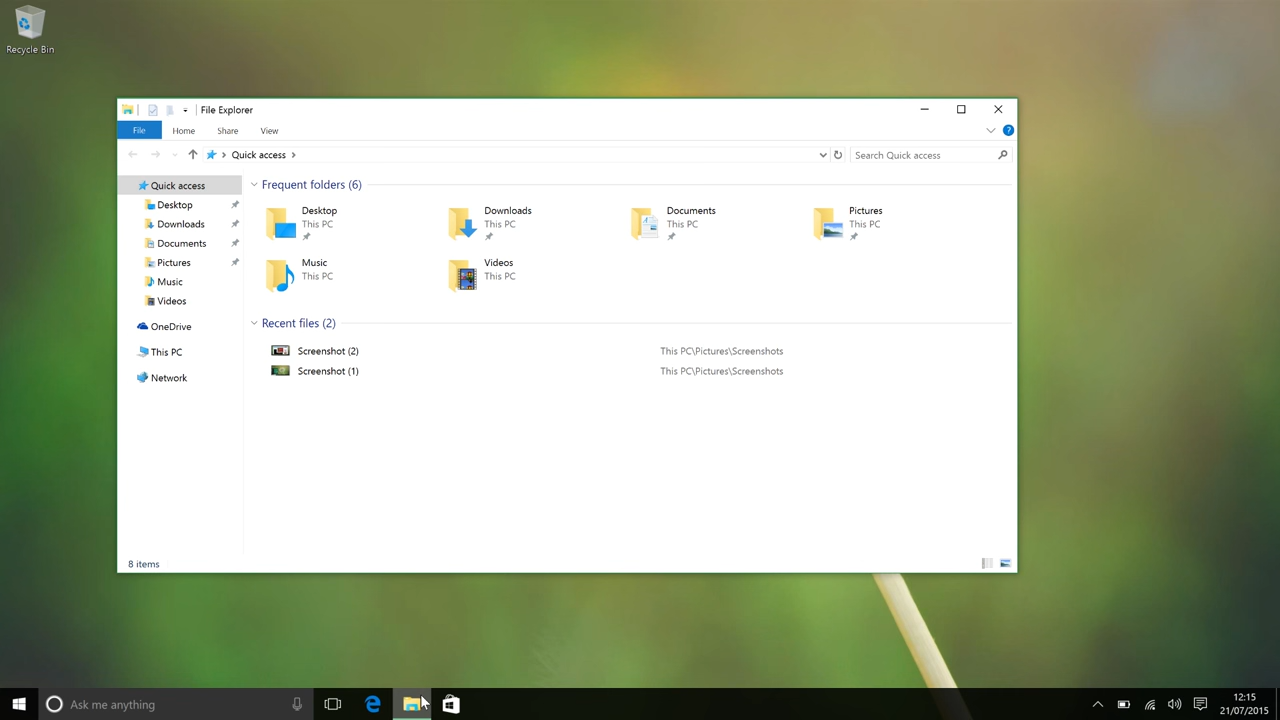 Recycle Bin
File Explorer
File Home Share View
Quick access
Search Quick access
Quick access
Desktop
Downloads
Documents
Pictures
Music
Videos
OneDrive
This PC
Network
Frequent folders (6)
Desktop
This PC
Downloads
This PC
Documents
This PC
Pictures
This PC
Music
This PC
Videos
This PC
Recent files (2)
Screenshot (2) This PC\Pictures\Screenshots
Screenshot (1) This PC\Pictures\Screenshots
8 items
Ask me anything
12:15
21/07/2015